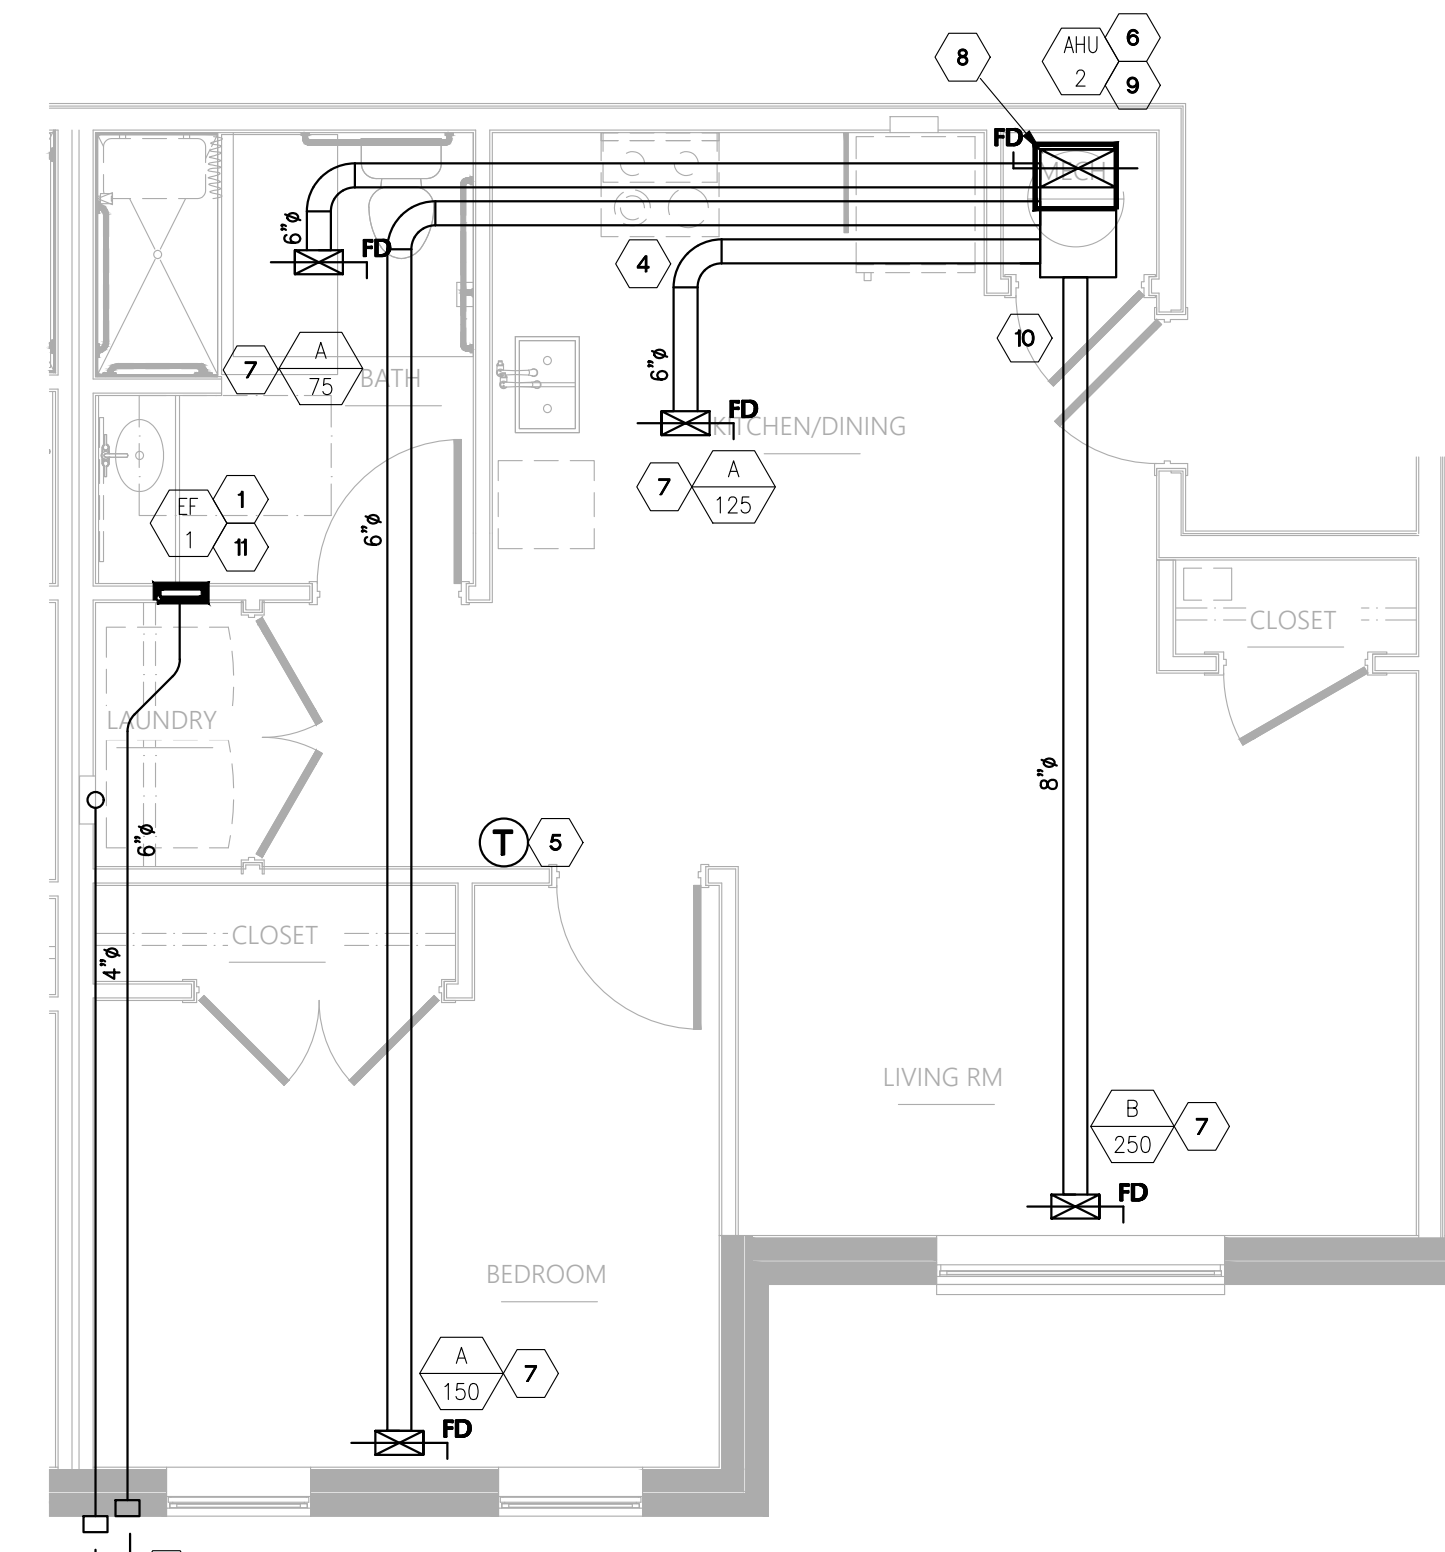 6
8
AHU
2
9
FD
MECH
6"ø
FD
4
10
7
A
75
BATH
6"ø
FD
KITCHEN/DINING
7
A
125
EF
1
1
11
6"ø
CLOSET
LAUNDRY
8"ø
6"ø
T
5
CLOSET
4"ø
LIVING RM
B
250
7
FD
BEDROOM
A
150
7
FD